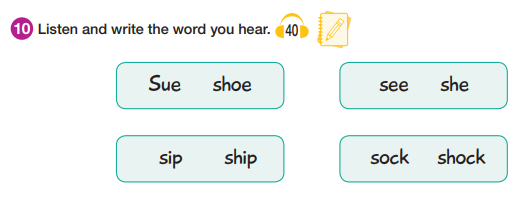 10 Listen and write the word you hear. 40
Sue shoe
see she
sip ship
sock shock